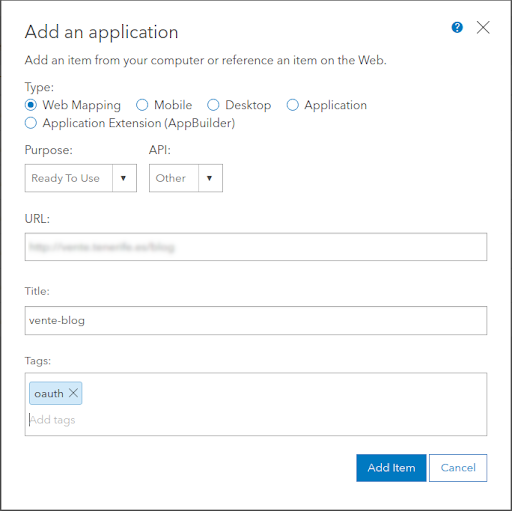 Add an application
Add an item from your computer or reference an item on the Web.
Type:
Web Mapping Mobile Desktop Application
Application Extension (AppBuilder)
Purpose: API:
Ready To Use Other
URL:
Title:
vente-blog
Tags:
oauth
Add tags
Add Item Cancel